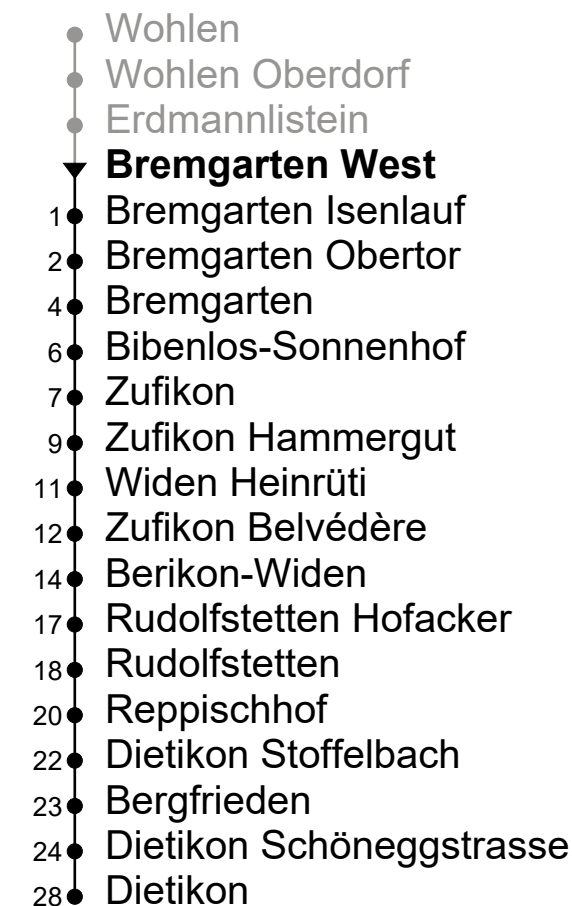 Wohlen
Wohlen Oberdorf
Erdmannlistein
Bremgarten West
1 Bremgarten Isenlauf
2 Bremgarten Obertor
4 Bremgarten
6 Bibenlos-Sonnenhof
7 Zufikon
9 Zufikon Hammergut
11 Widen Heinrüti
12 Zufikon Belvédère
14 Berikon-Widen
17 Rudolfstetten Hofacker
18 Rudolfstetten
20 Reppischhof
22 Dietikon Stoffelbach
23 Bergfrieden
24 Dietikon Schöneggstrasse
28 Dietikon